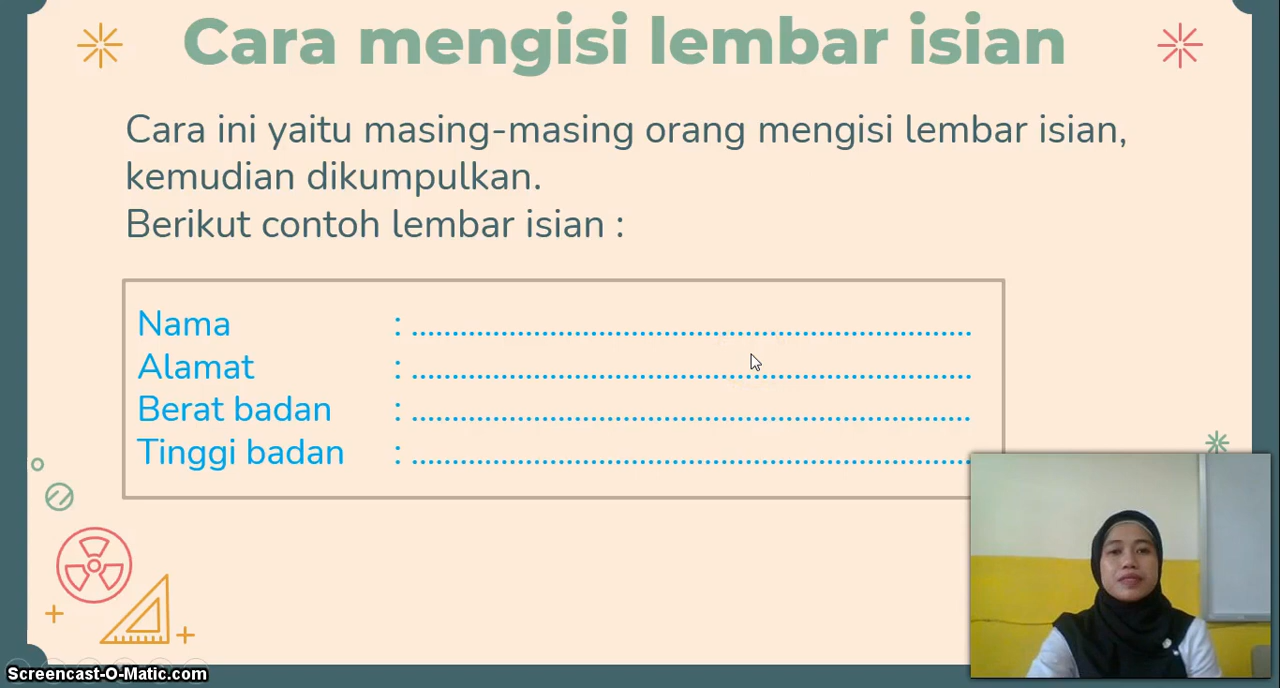 Cara mengisi lembar isian
Cara ini yaitu masing-masing orang mengisi lembar isian,
kemudian dikumpulkan.
Berikut contoh lembar isian :
Nama : ....................................................................
Alamat : ....................................................................
Berat badan : ....................................................................
Tinggi badan : ....................................................................
Screencast-O-Matic.com